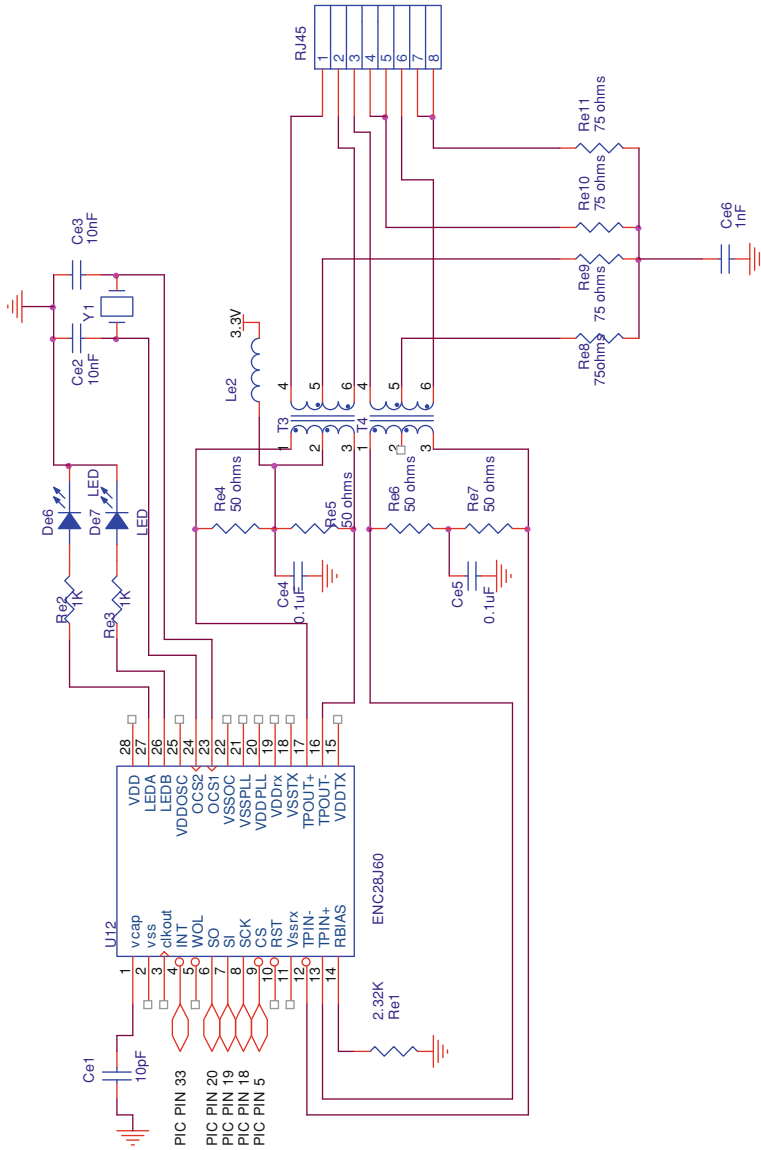 RJ45
1
2
3
4
5
6
7
8
Ce3
10nF
Y1
Ce2
10nF
3.3V
Le2
De6
LED
De7
LED
Re2
1K
Re3
1K
T3
1
2
3
4
5
6
T4
1
2
3
4
5
6
Re4
50 ohms
Re5
50 ohms
Re6
50 ohms
Re7
50 ohms
Ce4
0.1uF
Ce5
0.1uF
Re11
75 ohms
Re10
75 ohms
Re9
75 ohms
Re8
75ohms
Ce6
1nF
U12
ENC28J60
1 vcap
2 vss
3 clkout
4 INT
5 WOL
6 SO
7 SI
8 SCK
9 CS
10 RST
11 Vssrx
12 TPIN-
13 TPIN+
14 RBIAS
28 VDD
27 LEDA
26 LEDB
25 VDDOSC
24 OCS2
23 OCS1
22 VSSOC
21 VSSPLL
20 VDDPLL
19 VDDrx
18 VSSTX
17 TPOUT+
16 TPOUT-
15 VDDTX
Ce1
10pF
PIC PIN 33
PIC PIN 20
PIC PIN 19
PIC PIN 18
PIC PIN 5
2.32K
Re1